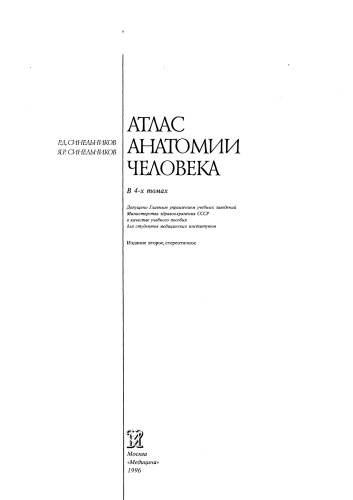 Р.Д. СИНЕЛЬНИКОВ
Я.Р. СИНЕЛЬНИКОВ
АТЛАС
АНАТОМИИ
ЧЕЛОВЕКА
В 4-х томах
Допущено Главным управлением учебных заведений
Министерства здравоохранения СССР
в качестве учебного пособия
для студентов медицинских институтов
Издание второе, стереотипное
Москва
«Медицина»
1996